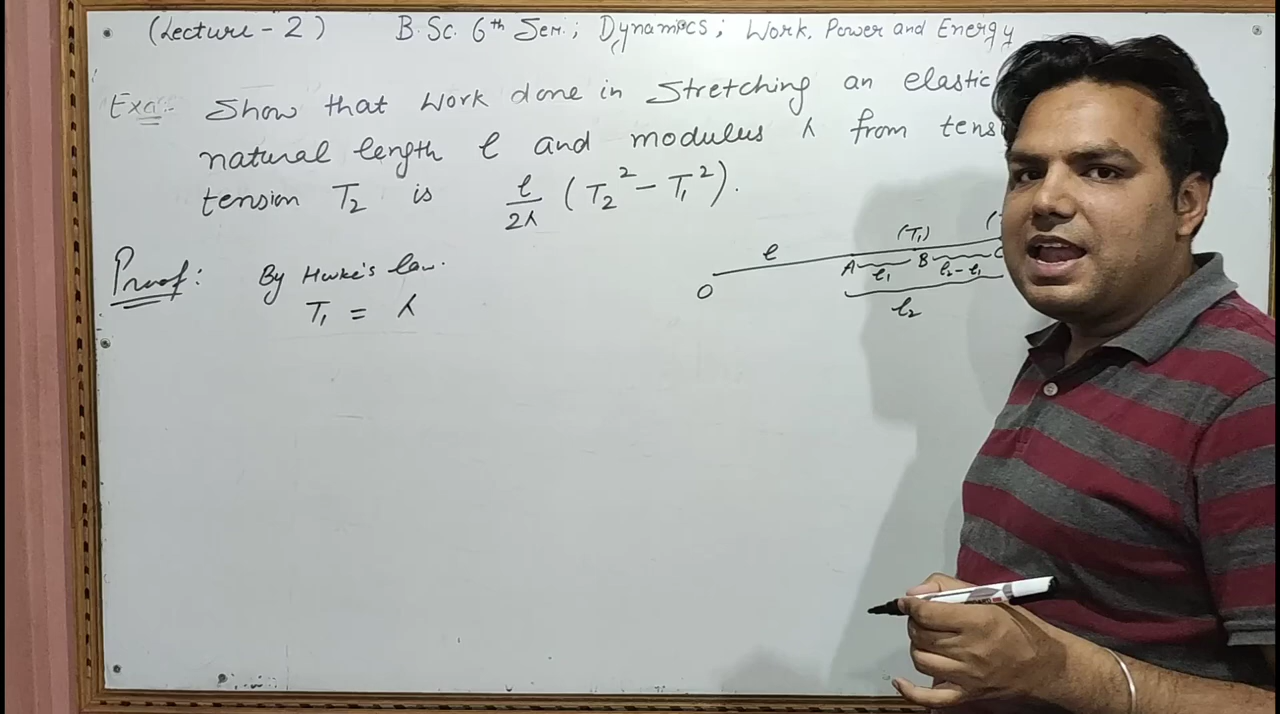 (Lecture - 2) B.Sc. 6th Sem.; Dynamics; Work, Power and Energy
Exa:- Show that Work done in Stretching an elastic
natural length l and modulus λ from tens
tension T₂ is l/2λ (T₂² - T₁²).
Proof: By Hooke's law.
T₁ = λ
(T₁) (
l
O A l₁ B l₂-l₁ C
l₂